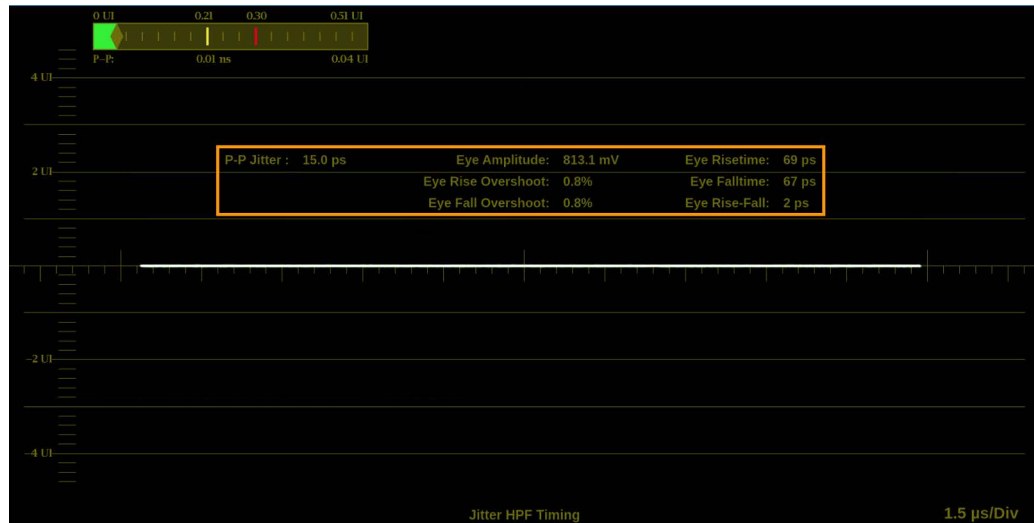 0 UI 0.21 0.30 0.51 UI
P-P: 0.01 ns 0.04 UI
4 UI
P-P Jitter : 15.0 ps Eye Amplitude: 813.1 mV Eye Risetime: 69 ps
2 UI
Eye Rise Overshoot: 0.8% Eye Falltime: 67 ps
Eye Fall Overshoot: 0.8% Eye Rise-Fall: 2 ps
-2 UI
-4 UI
Jitter HPF Timing 1.5 µs/Div